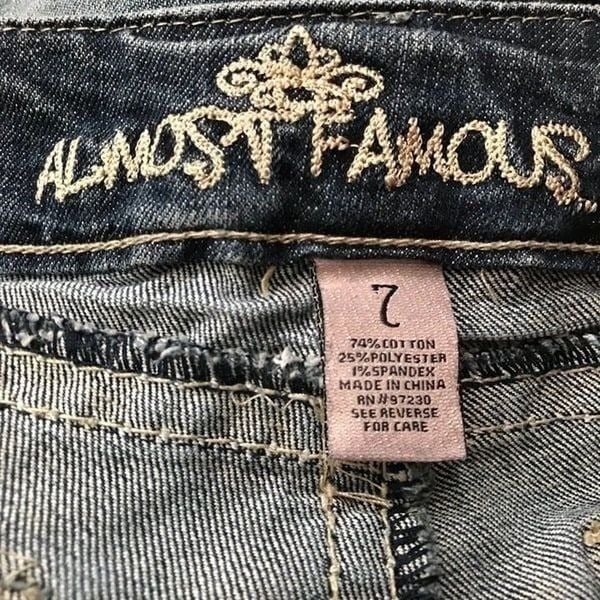 ALMOST FAMOUS
7
74%COTTON
25%POLYESTER
1%SPANDEX
MADE IN CHINA
RN#97230
SEE REVERSE
FOR CARE